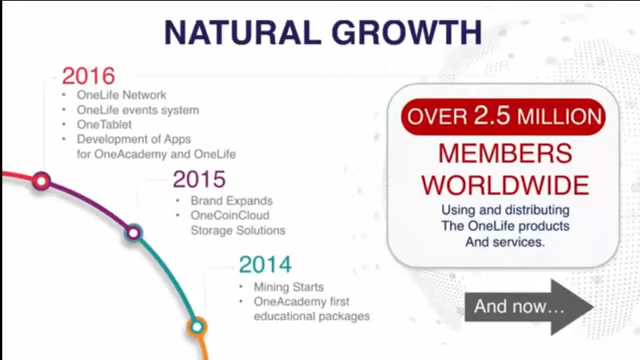 NATURAL GROWTH
2016
• OneLife Network
• OneLife events system
• OneTablet
• Development of Apps
for OneAcademy and OneLife
2015
• Brand Expands
• OneCoinCloud
Storage Solutions
2014
• Mining Starts
• OneAcademy first
educational packages
OVER 2.5 MILLION
MEMBERS
WORLDWIDE
Using and distributing
The OneLife products
And services.
And now...